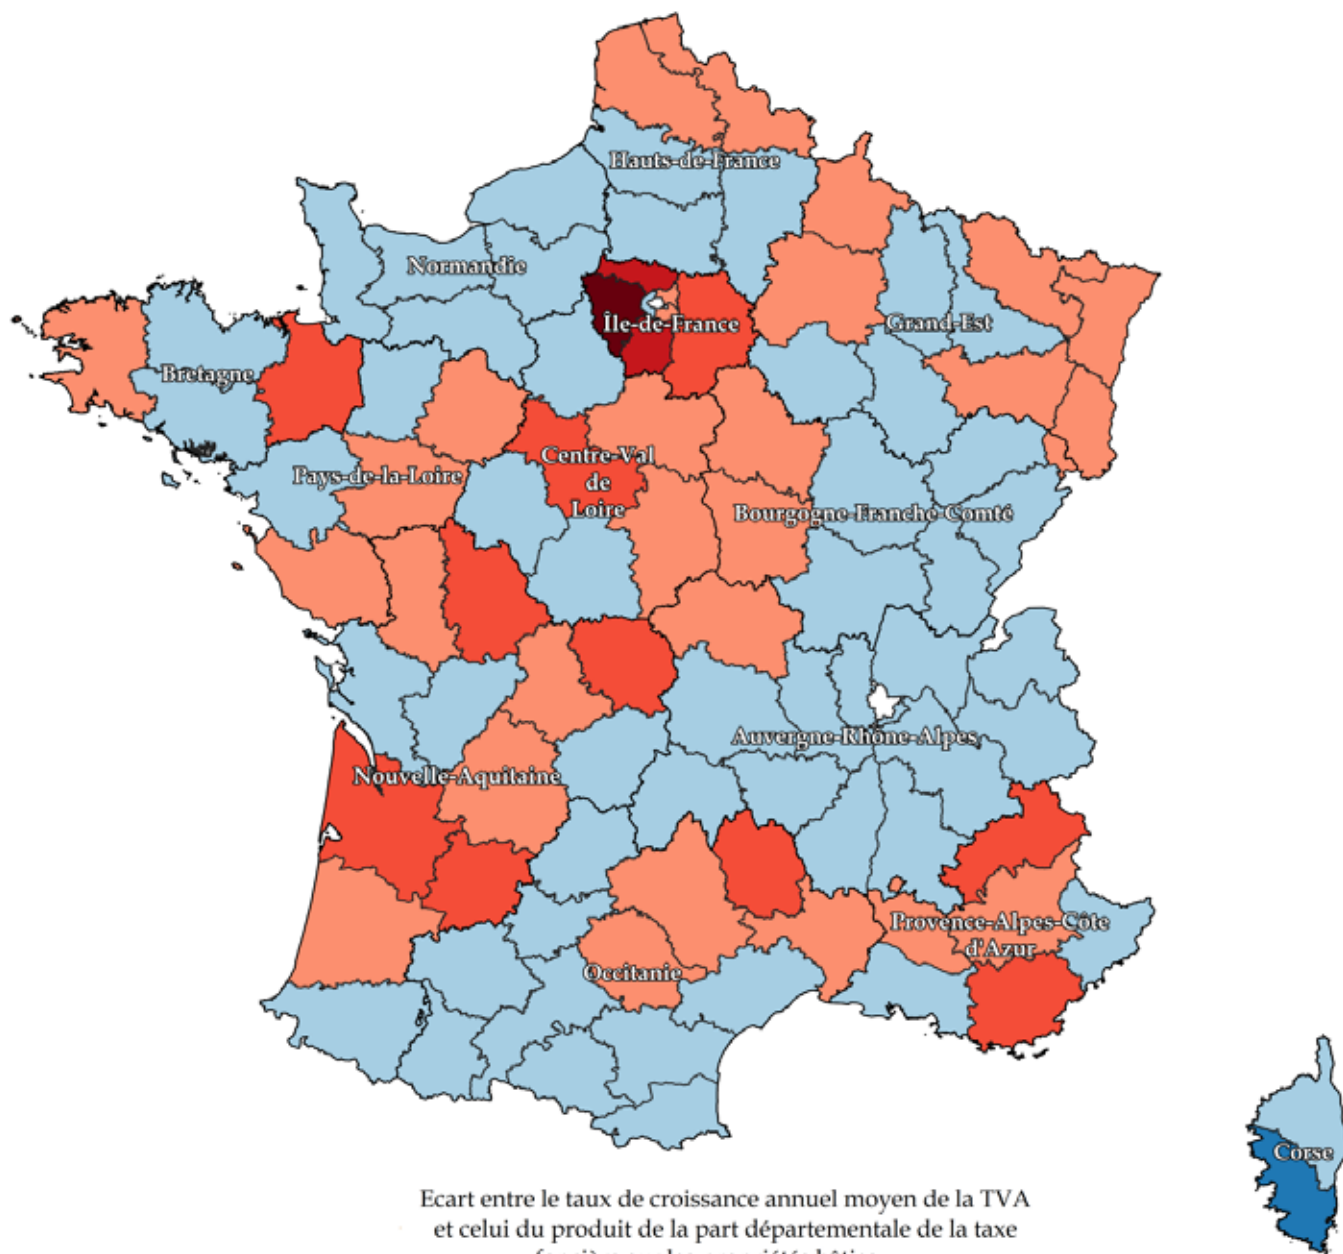 Hauts-de-France
Normandie
Île-de-France
Grand-Est
Bretagne
Centre-Val
de
Loire
Pays-de-la-Loire
Bourgogne-Franche-Comté
Auvergne-Rhône-Alpes
Nouvelle-Aquitaine
Provence-Alpes-Côte
d'Azur
Occitanie
Corse
Ecart entre le taux de croissance annuel moyen de la TVA
et celui du produit de la part départementale de la taxe